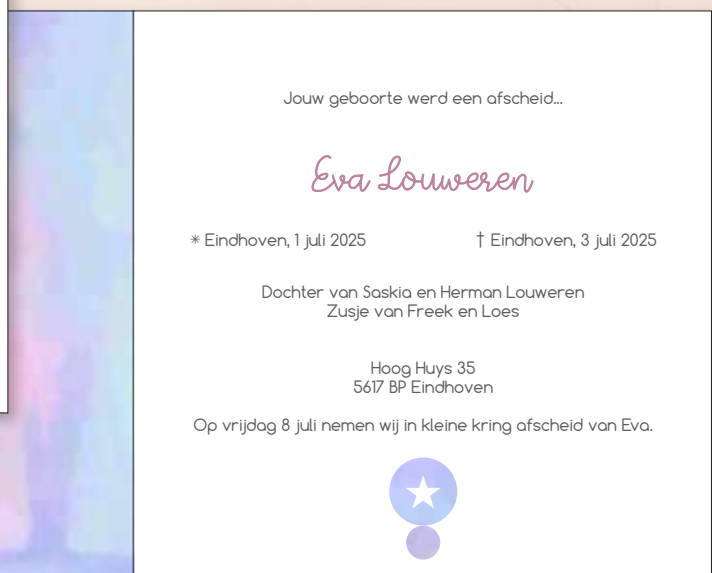 Jouw geboorte werd een afscheid...
Eva Louweren
✳ Eindhoven, 1 juli 2025 † Eindhoven, 3 juli 2025
Dochter van Saskia en Herman Louweren
Zusje van Freek en Loes
Hoog Huys 35
5617 BP Eindhoven
Op vrijdag 8 juli nemen wij in kleine kring afscheid van Eva.